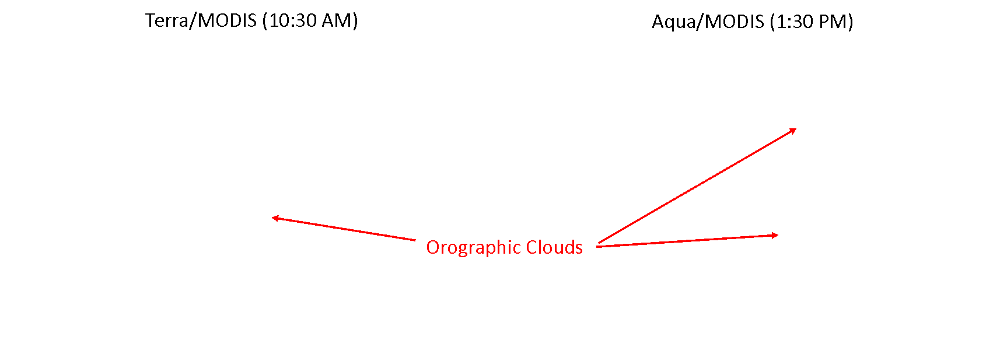 Terra/MODIS (10:30 AM)
Aqua/MODIS (1:30 PM)
Orographic Clouds